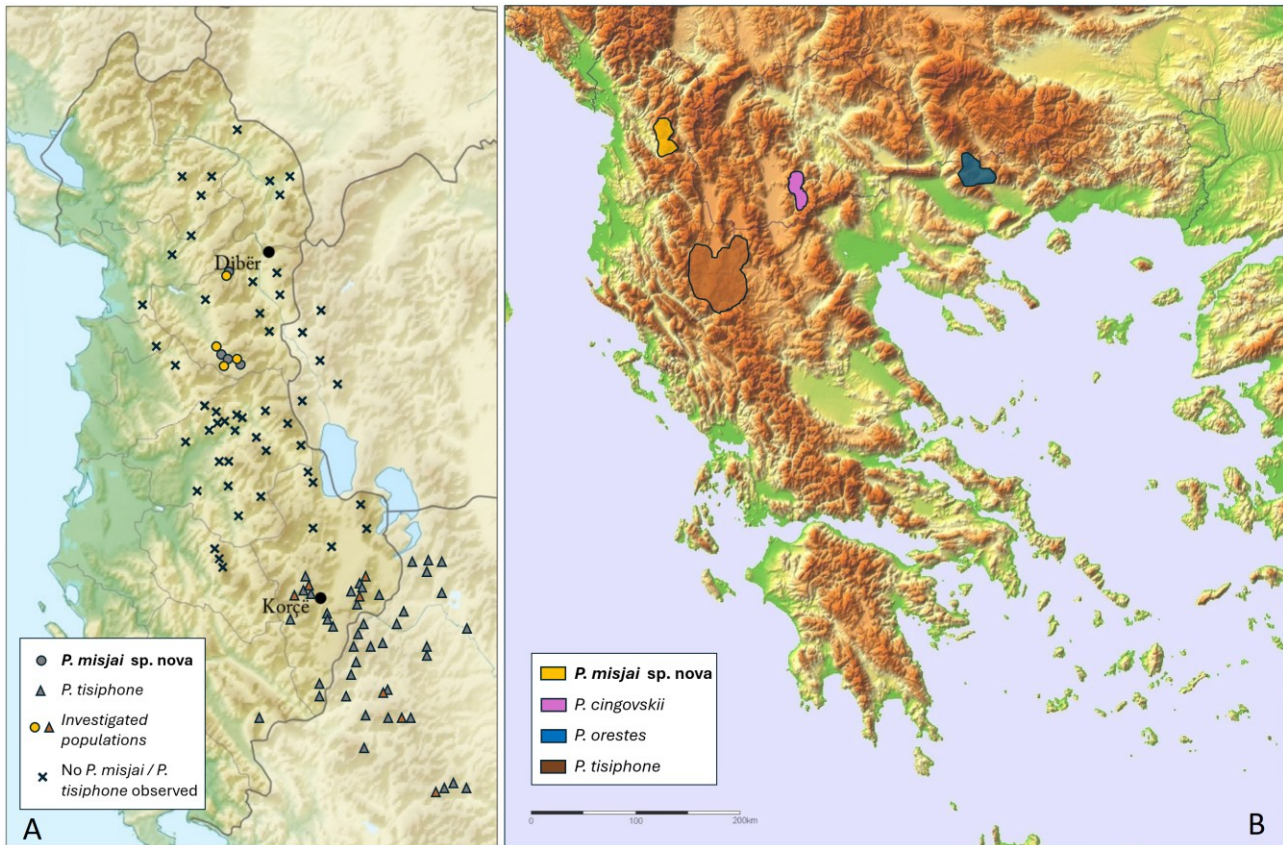 Dibër
Korçë
P. misjai sp. nova
P. tisiphone
Investigated
populations
No P. misjai / P.
tisiphone observed
A
B
P. misjai sp. nova
P. cingovskii
P. orestes
P. tisiphone
0 100 200km